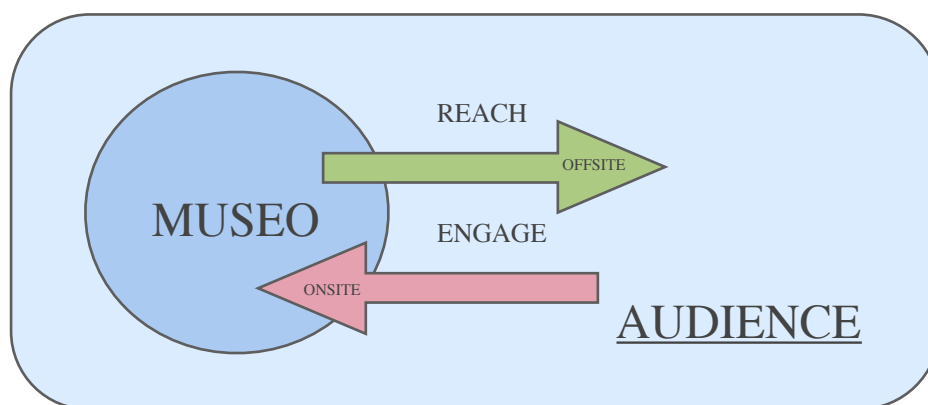 REACH
OFFSITE
MUSEO
ENGAGE
ONSITE
AUDIENCE